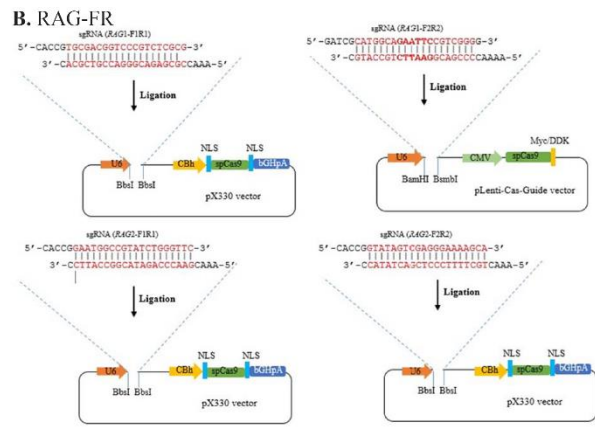 B. RAG-FR
sgRNA (RAG1-F1R1)
5'-CACCGTGCGACGGTCCCGTCTCGCG-3'
3'-CACGCTGCCAGGGCAGAGCGCCAAA-5'
Ligation
NLS NLS
U6 CBh spCas9 bGHpA
BbsI BbsI
pX330 vector
sgRNA (RAG1-F2R2)
5'-GATCGCATGGCAGAATTCCGTCGGGG-3'
3'-CGTACCGTCTTAAGGCAGCCCCAAAA-5'
Ligation
Myc/DDK
U6 CMV spCas9
BamHI BsmbI
pLenti-Cas-Guide vector
sgRNA (RAG2-F1R1)
5'-CACCGGAATGGCCGTATCTGGGTTC-3'
3'-CCTTACCGGCATAGACCCAAGCAAA-5'
Ligation
NLS NLS
U6 CBh spCas9 bGHpA
BbsI BbsI
pX330 vector
sgRNA (RAG2-F2R2)
5'-CACCGGTATAGTCGAGGGAAAAGCA-3'
3'-CCATATCAGCTCCCTTTTCGTCAAA-5'
Ligation
NLS NLS
U6 CBh spCas9 bGHpA
BbsI BbsI
pX330 vector